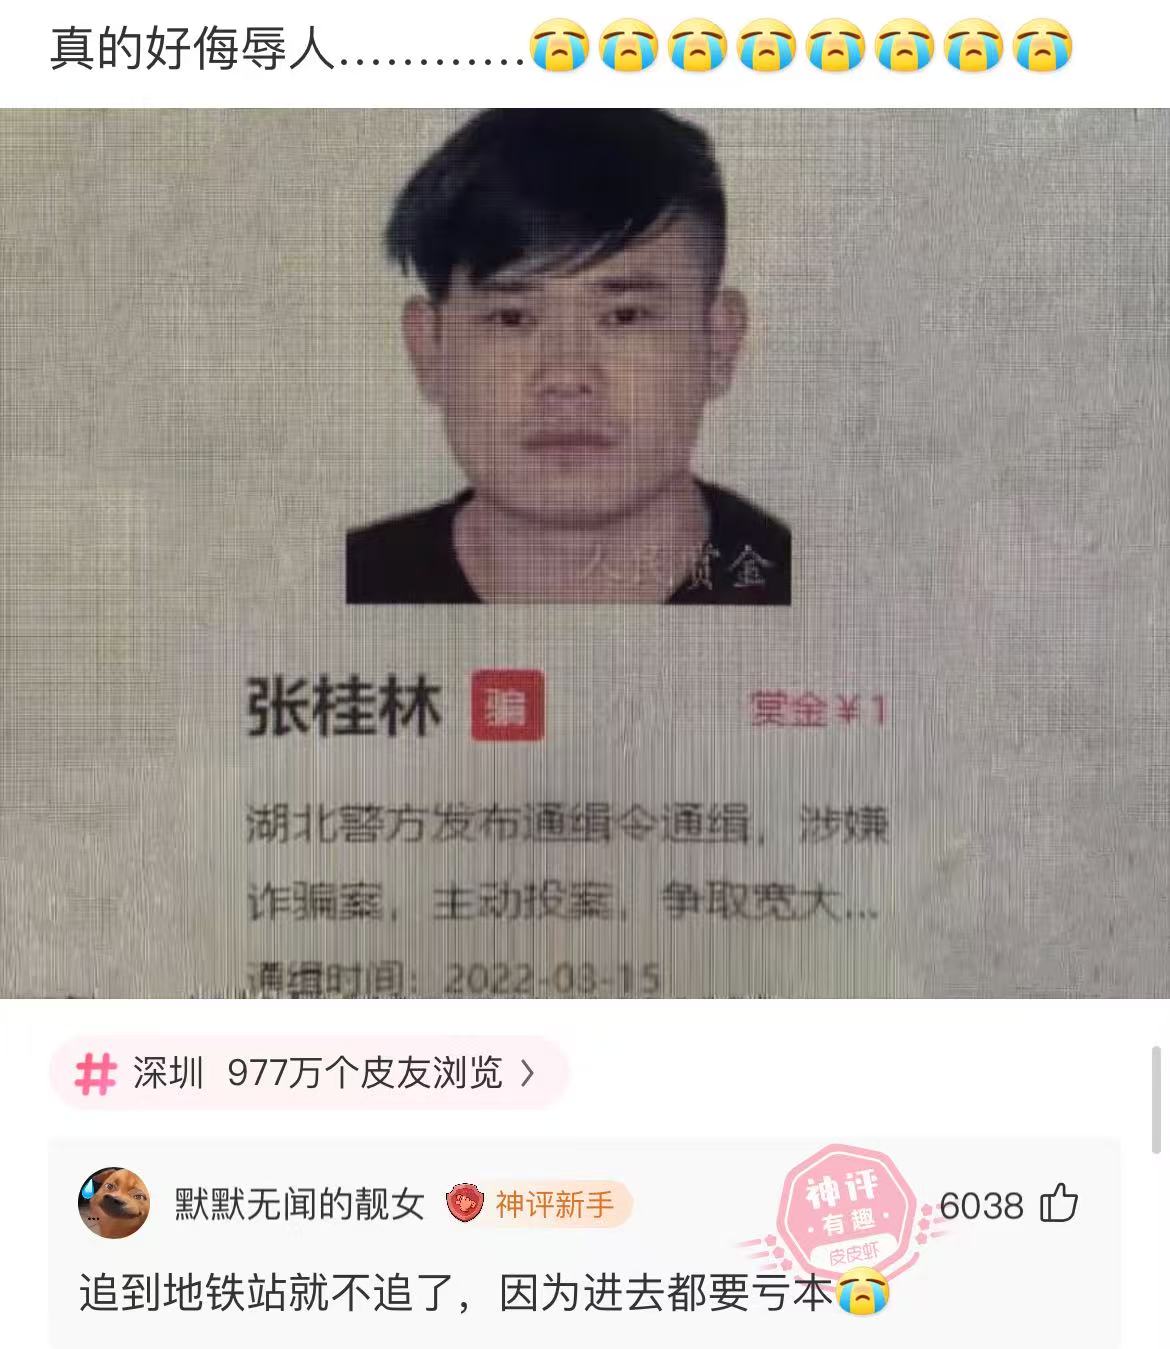 真的好侮辱人............😭😭😭😭😭😭😭😭
人民赏金
张桂林 骗 赏金¥1
湖北警方发布通缉令通缉，涉嫌
诈骗案，主动投案，争取宽大...
通缉时间：2022-03-15
# 深圳 977万个皮友浏览 >
默默无闻的靓女 神评新手 6038
神评
·有趣·
皮皮虾
追到地铁站就不追了，因为进去都要亏本😭